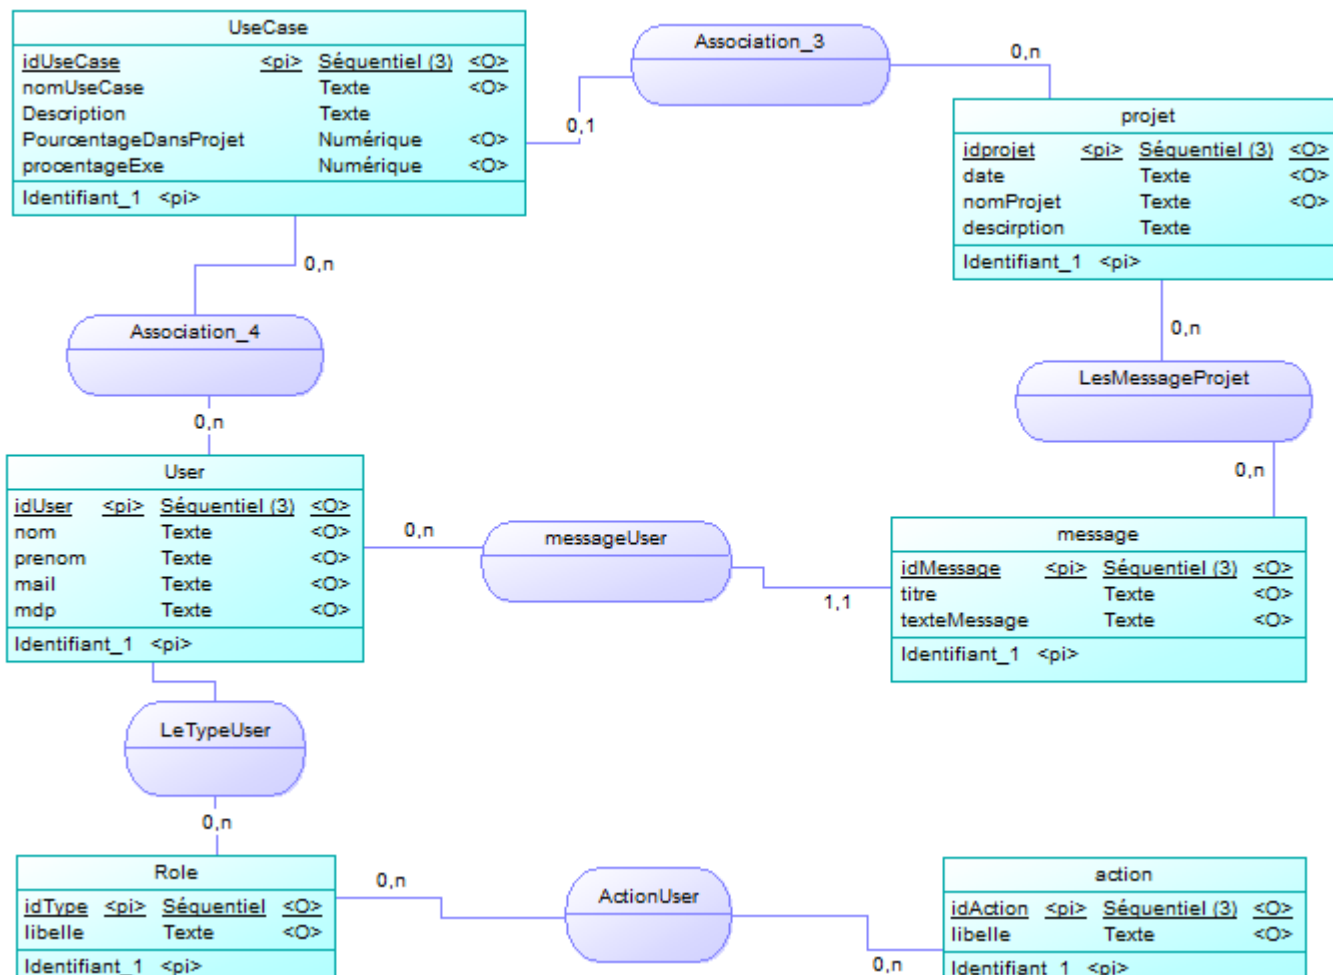 UseCase
idUseCase <pi> Séquentiel (3) <O>
nomUseCase Texte <O>
Description Texte
PourcentageDansProjet Numérique <O>
procentageExe Numérique <O>
Identifiant_1 <pi>
Association_3
0,1
0,n
projet
idprojet <pi> Séquentiel (3) <O>
date Texte <O>
nomProjet Texte <O>
descirption Texte
Identifiant_1 <pi>
0,n
Association_4
0,n
0,n
LesMessageProjet
0,n
User
idUser <pi> Séquentiel (3) <O>
nom Texte <O>
prenom Texte <O>
mail Texte <O>
mdp Texte <O>
Identifiant_1 <pi>
0,n
messageUser
1,1
message
idMessage <pi> Séquentiel (3) <O>
titre Texte <O>
texteMessage Texte <O>
Identifiant_1 <pi>
LeTypeUser
0,n
Role
idType <pi> Séquentiel <O>
libelle Texte <O>
Identifiant_1 <pi>
0,n
ActionUser
0,n
action
idAction <pi> Séquentiel (3) <O>
libelle Texte <O>
Identifiant_1 <pi>